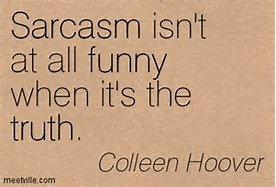 Sarcasm isn't
at all funny
when it's the
truth.
Colleen Hoover
meetville.com